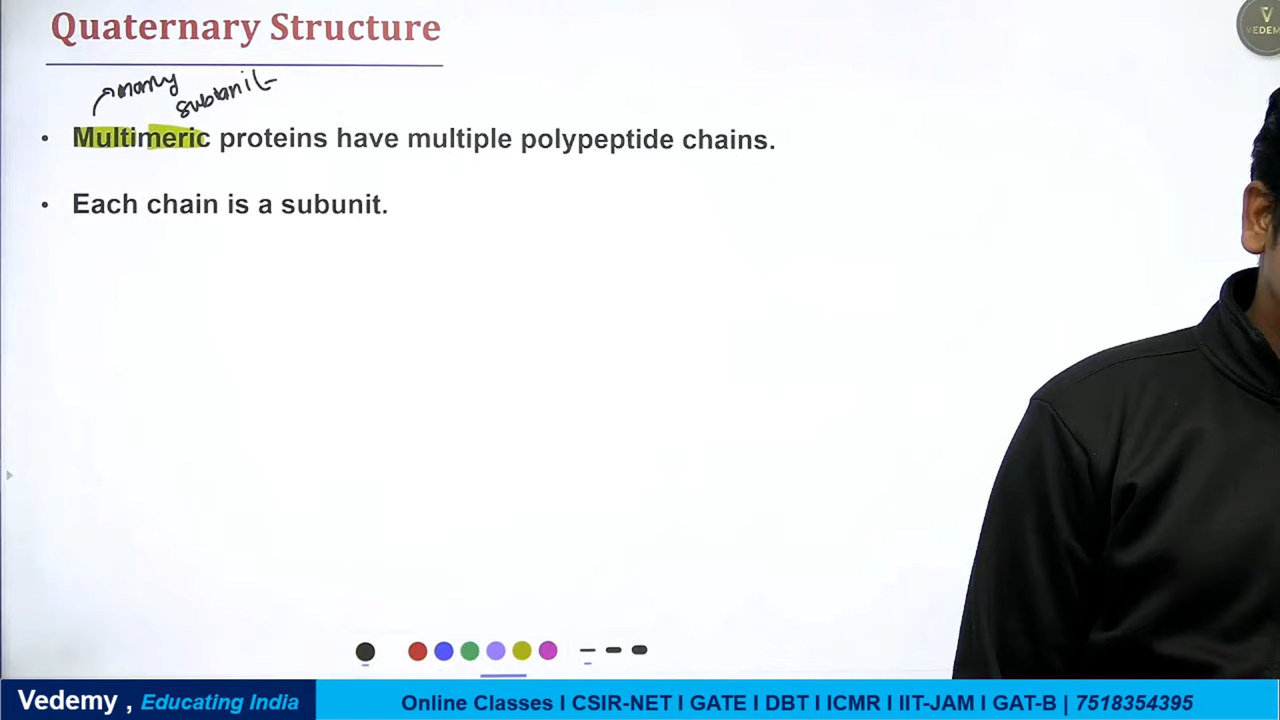 Quaternary Structure
V
VEDEM
many
subunit
• Multimeric proteins have multiple polypeptide chains.
• Each chain is a subunit.
Vedemy , Educating India
Online Classes I CSIR-NET I GATE I DBT I ICMR I IIT-JAM I GAT-B | 7518354395